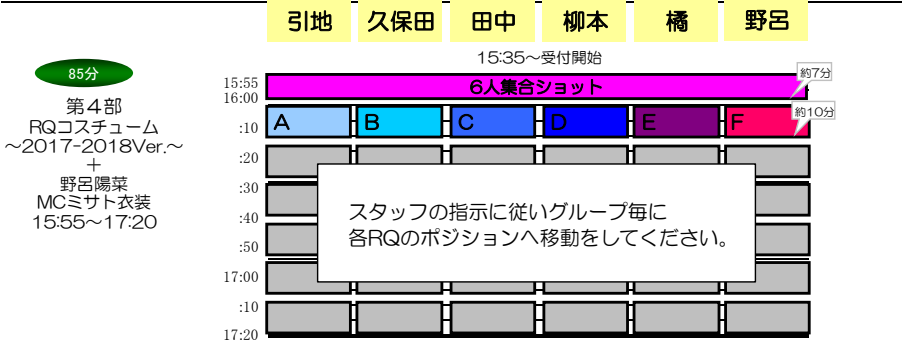 引地 久保田 田中 柳本 橘 野呂
15:35～受付開始
85分
15:55
6人集合ショット
約7分
16:00
第4部
RQコスチューム
～2017-2018Ver.～
＋
野呂陽菜
MCミサト衣装
15:55～17:20
:10
A B C D E F
約10分
:20
:30
:40
:50
17:00
:10
17:20
スタッフの指示に従いグループ毎に
各RQのポジションへ移動をしてください。